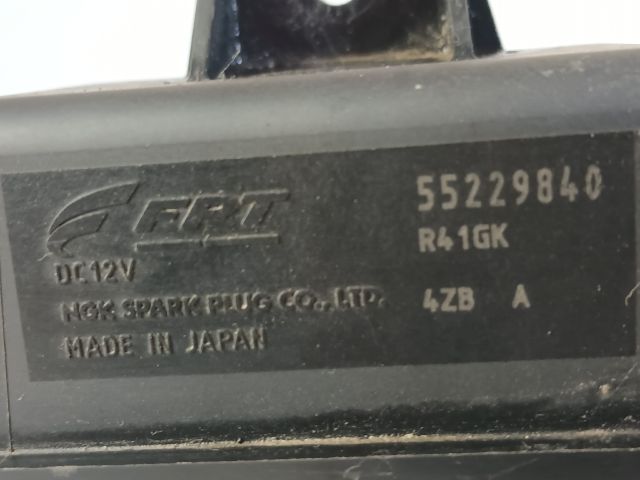 FPT
55229840
R41GK
DC12V
NGK SPARK PLUG CO., LTD.
4ZB A
MADE IN JAPAN